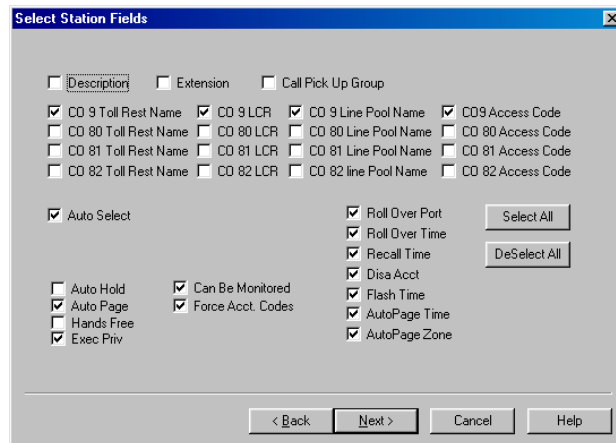 Select Station Fields
Description Extension Call Pick Up Group
CO 9 Toll Rest Name CO 9 LCR CO 9 Line Pool Name CO9 Access Code
CO 80 Toll Rest Name CO 80 LCR CO 80 Line Pool Name CO 80 Access Code
CO 81 Toll Rest Name CO 81 LCR CO 81 Line Pool Name CO 81 Access Code
CO 82 Toll Rest Name CO 82 LCR CO 82 line Pool Name CO 82 Access Code
Auto Select Roll Over Port Select All
Roll Over Time
Recall Time DeSelect All
Disa Acct
Auto Hold Can Be Monitored Flash Time
Auto Page Force Acct. Codes AutoPage Time
Hands Free AutoPage Zone
Exec Priv
< Back Next > Cancel Help